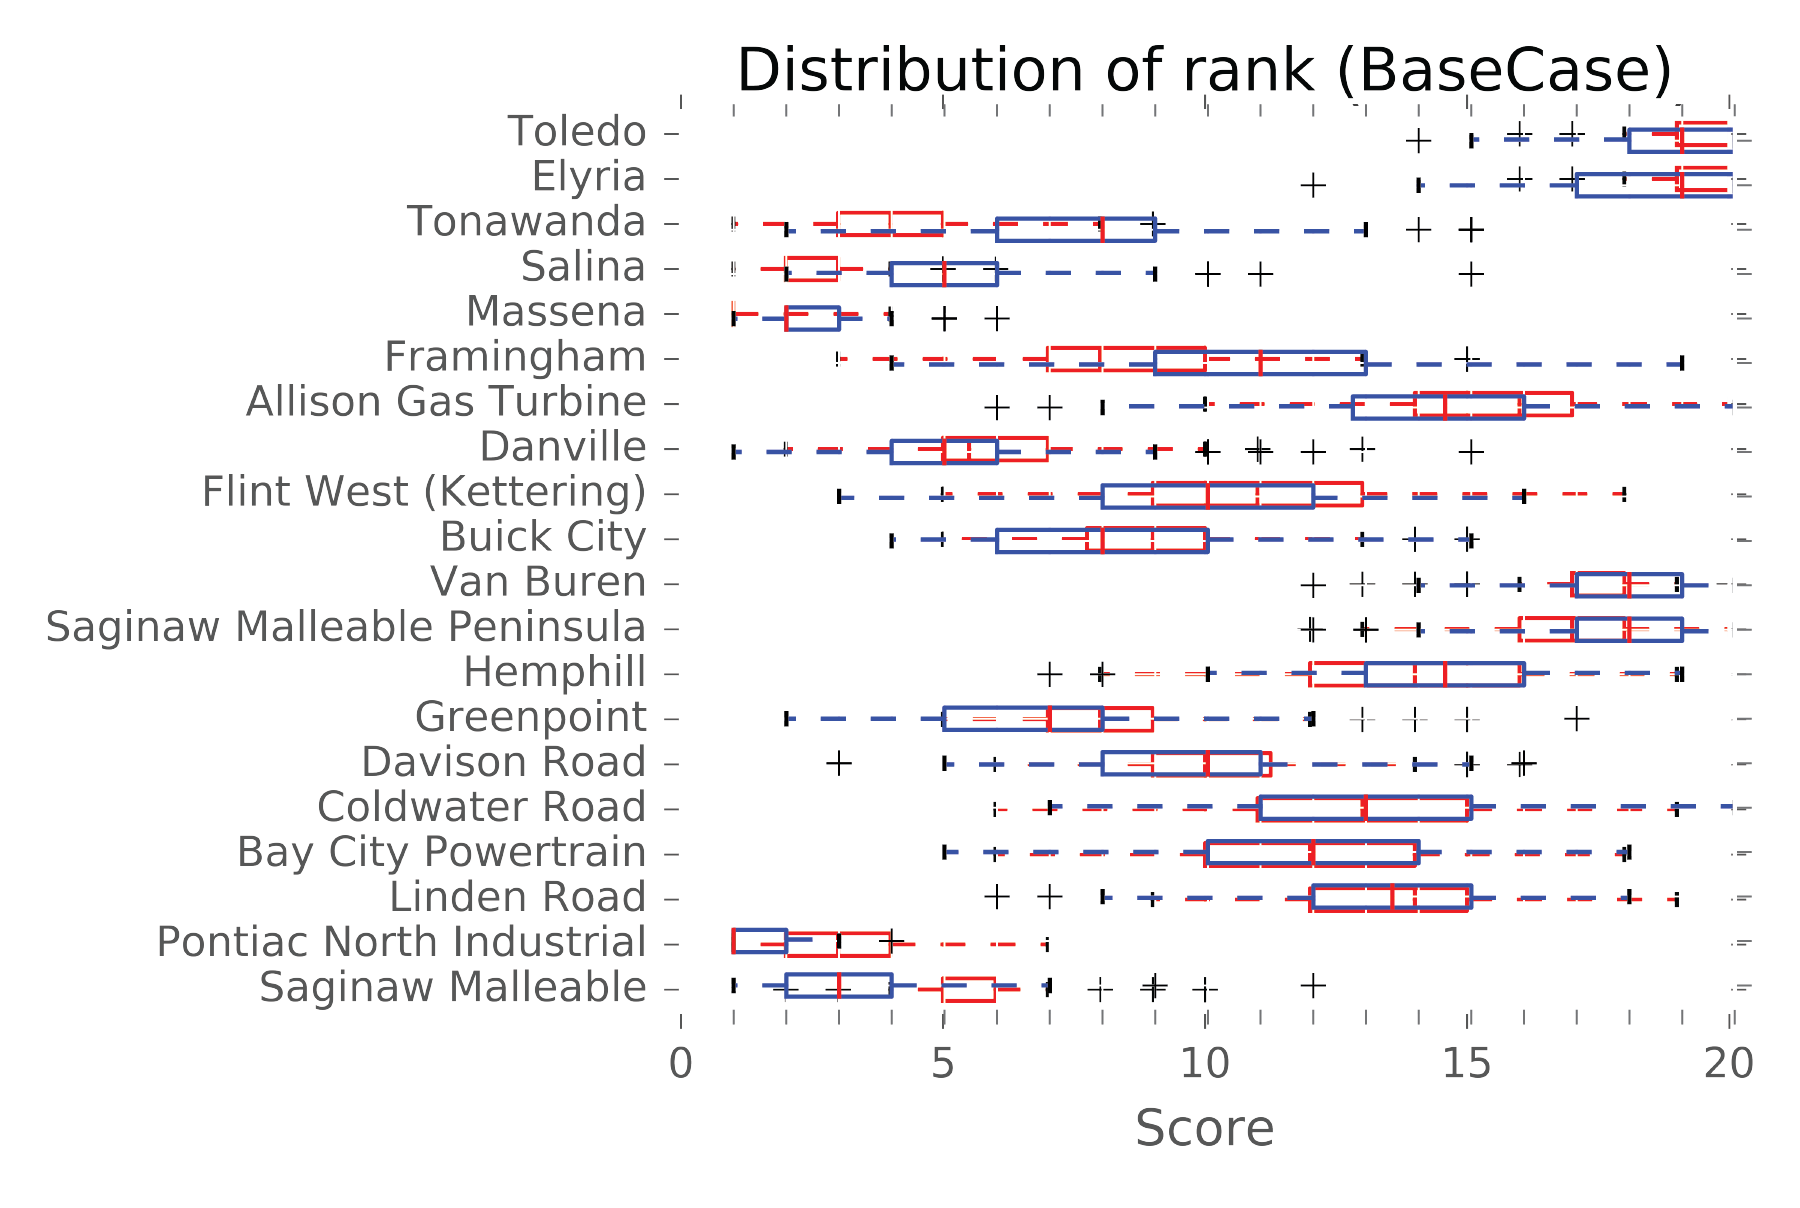 Distribution of rank (BaseCase)
Toledo
Elyria
Tonawanda
Salina
Massena
Framingham
Allison Gas Turbine
Danville
Flint West (Kettering)
Buick City
Van Buren
Saginaw Malleable Peninsula
Hemphill
Greenpoint
Davison Road
Coldwater Road
Bay City Powertrain
Linden Road
Pontiac North Industrial
Saginaw Malleable
0 5 10 15 20
Score